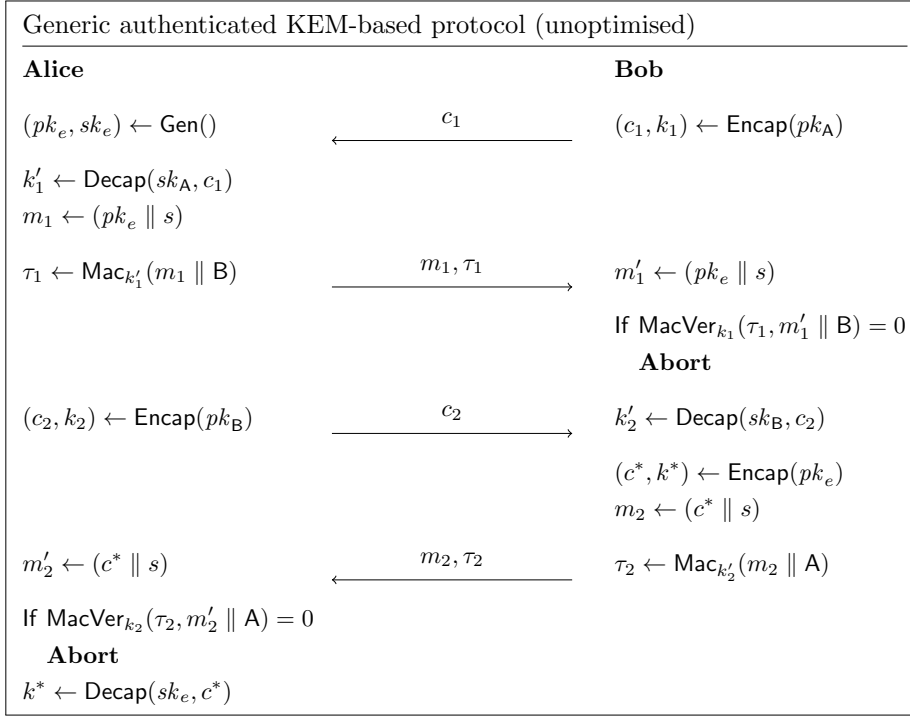 Generic authenticated KEM-based protocol (unoptimised)
Alice Bob
(pk_e, sk_e) ← Gen() c_1 (c_1, k_1) ← Encap(pk_A)
k'_1 ← Decap(sk_A, c_1)
m_1 ← (pk_e ∥ s)
τ_1 ← Mac_{k'_1}(m_1 ∥ B) m_1, τ_1 m'_1 ← (pk_e ∥ s)
If MacVer_{k_1}(τ_1, m'_1 ∥ B) = 0
Abort
(c_2, k_2) ← Encap(pk_B) c_2 k'_2 ← Decap(sk_B, c_2)
(c*, k*) ← Encap(pk_e)
m_2 ← (c* ∥ s)
m'_2 ← (c* ∥ s) m_2, τ_2 τ_2 ← Mac_{k'_2}(m_2 ∥ A)
If MacVer_{k_2}(τ_2, m'_2 ∥ A) = 0
Abort
k* ← Decap(sk_e, c*)